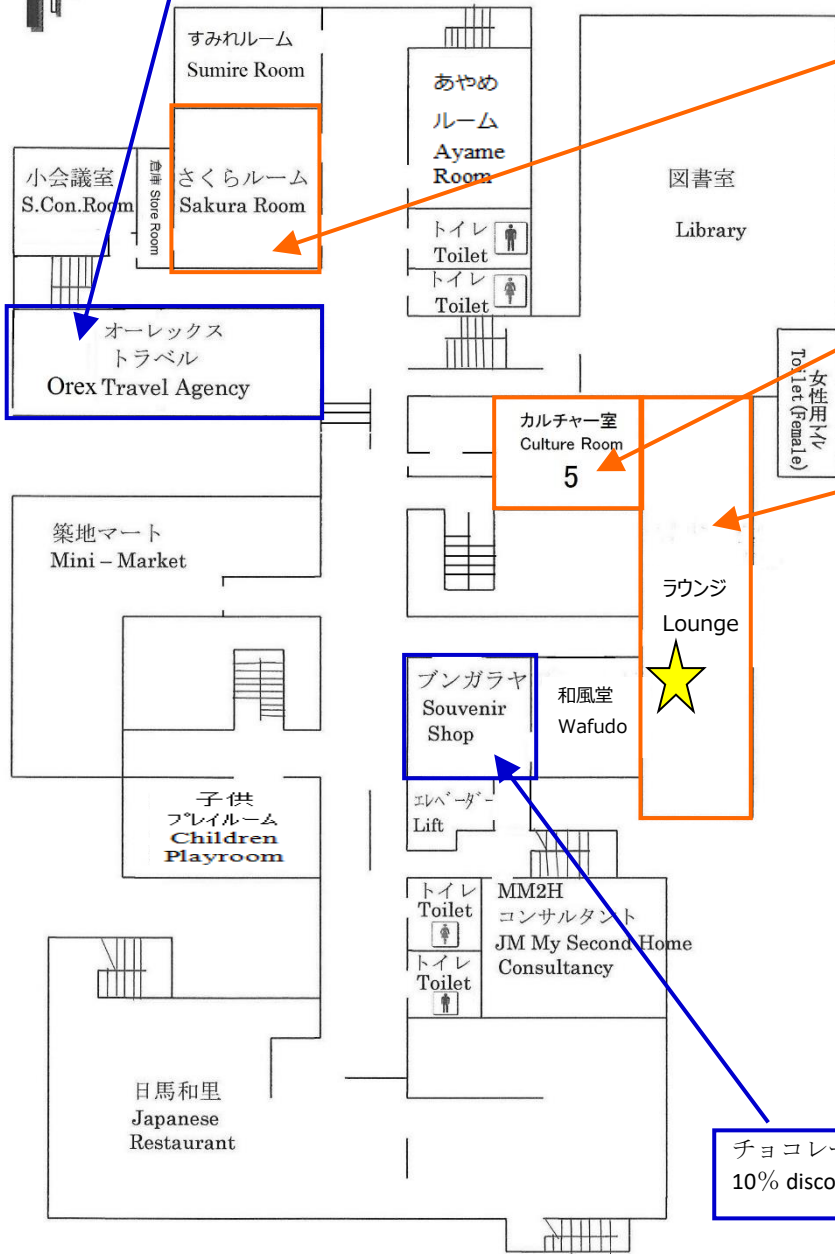 すみれルーム
Sumire Room
あやめ
ルーム
Ayame
Room
小会議室
S.Con.Room
倉庫 Store Room
さくらルーム
Sakura Room
図書室
Library
トイレ
Toilet
トイレ
Toilet
オーレックス
トラベル
Orex Travel Agency
女性用トイレ
Toilet(Female)
カルチャー室
Culture Room
5
築地マート
Mini – Market
ラウンジ
Lounge
ブンガラヤ
Souvenir
Shop
和風堂
Wafudo
エレベーダー
Lift
子供
プレイルーム
Children
Playroom
トイレ
Toilet
トイレ
Toilet
MM2H
コンサルタント
JM My Second Home
Consultancy
日馬和里
Japanese
Restaurant
チョコレー
10% disco